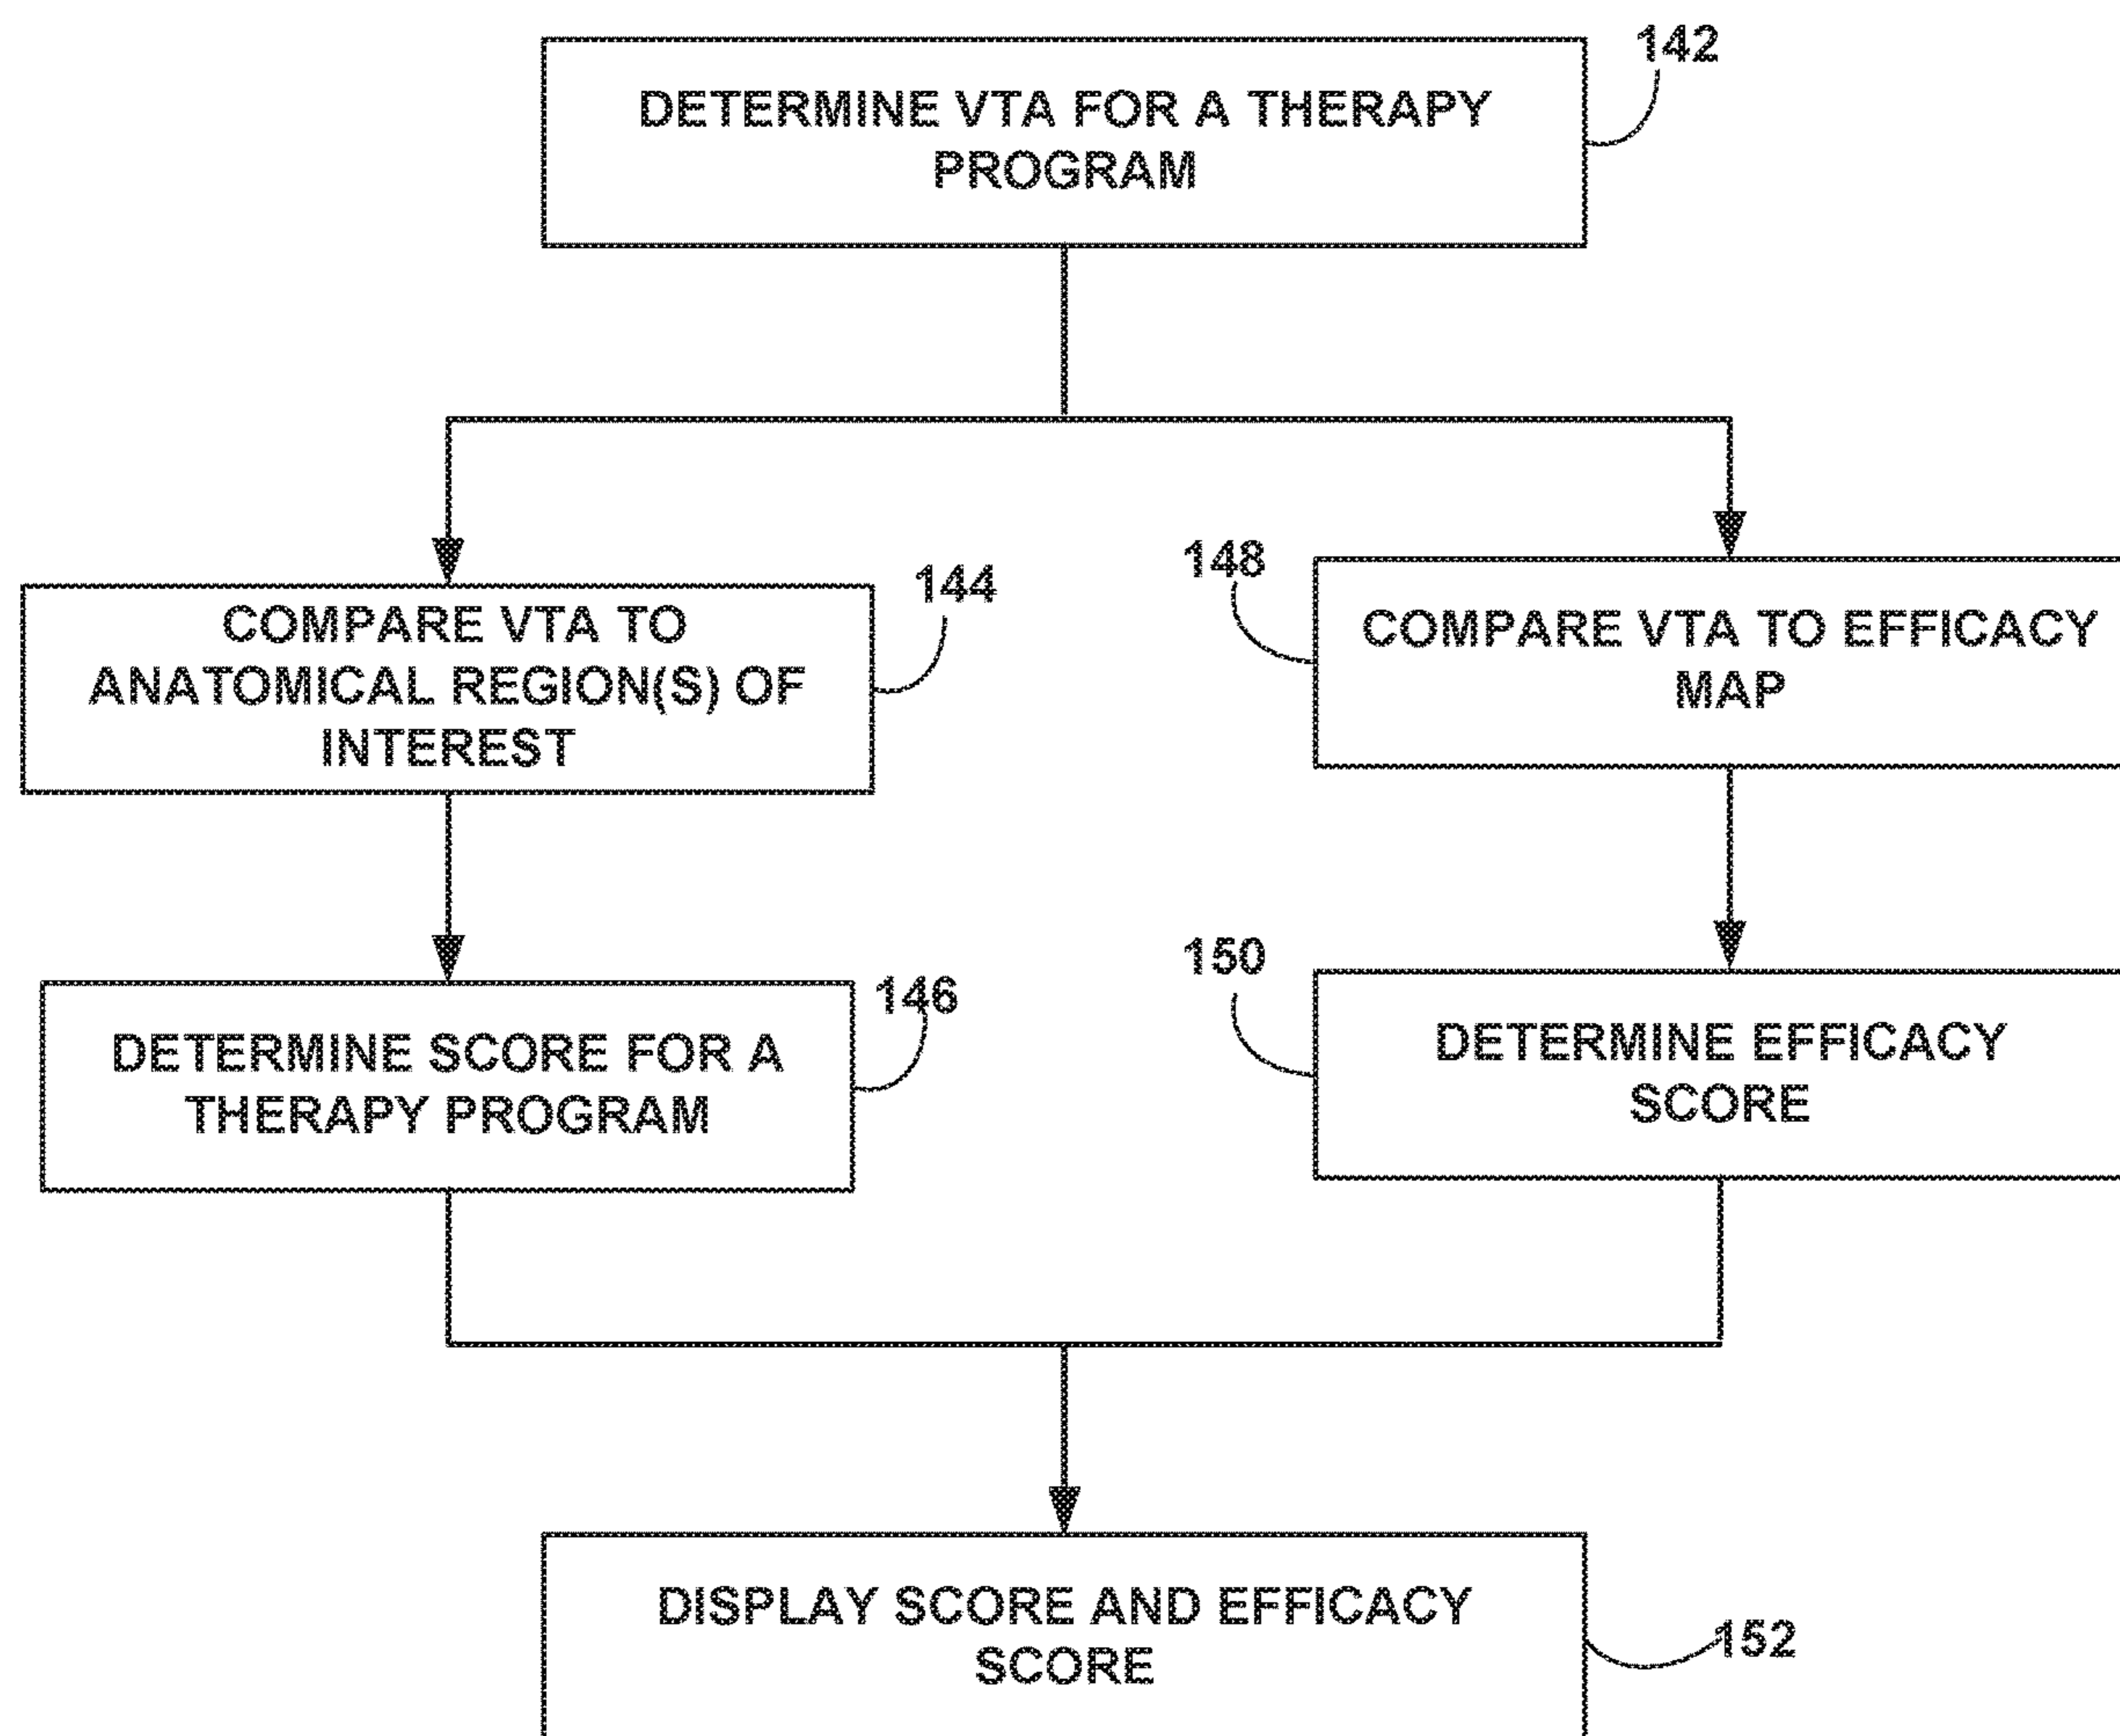 142
DETERMINE VTA FOR A THERAPY
PROGRAM
COMPARE VTA TO
ANATOMICAL REGION(S) OF
INTEREST
144
148
COMPARE VTA TO EFFICACY
MAP
DETERMINE SCORE FOR A
THERAPY PROGRAM
146
150
DETERMINE EFFICACY
SCORE
DISPLAY SCORE AND EFFICACY
SCORE
152